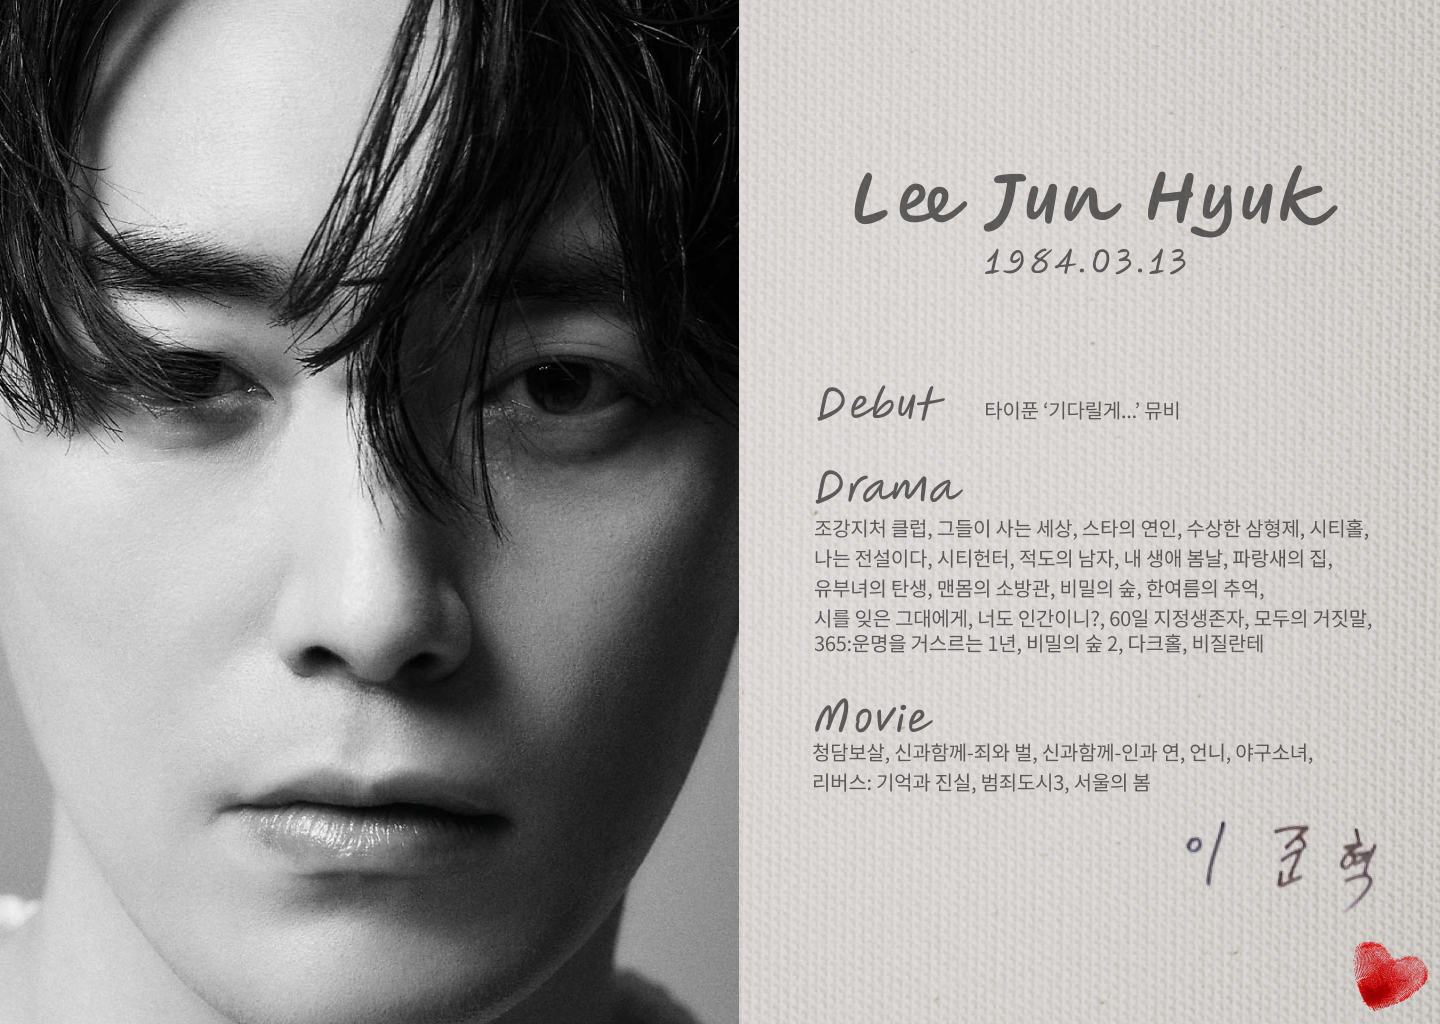 Lee Jun Hyuk
1984.03.13
Debut 타이푼 ‘기다릴게...’ 뮤비
Drama
조강지처 클럽, 그들이 사는 세상, 스타의 연인, 수상한 삼형제, 시티홀,
나는 전설이다, 시티헌터, 적도의 남자, 내 생애 봄날, 파랑새의 집,
유부녀의 탄생, 맨몸의 소방관, 비밀의 숲, 한여름의 추억,
시를 잊은 그대에게, 너도 인간이니?, 60일 지정생존자, 모두의 거짓말,
365:운명을 거스르는 1년, 비밀의 숲 2, 다크홀, 비질란테
Movie
청담보살, 신과함께-죄와 벌, 신과함께-인과 연, 언니, 야구소녀,
리버스: 기억과 진실, 범죄도시3, 서울의 봄
이 준 혁